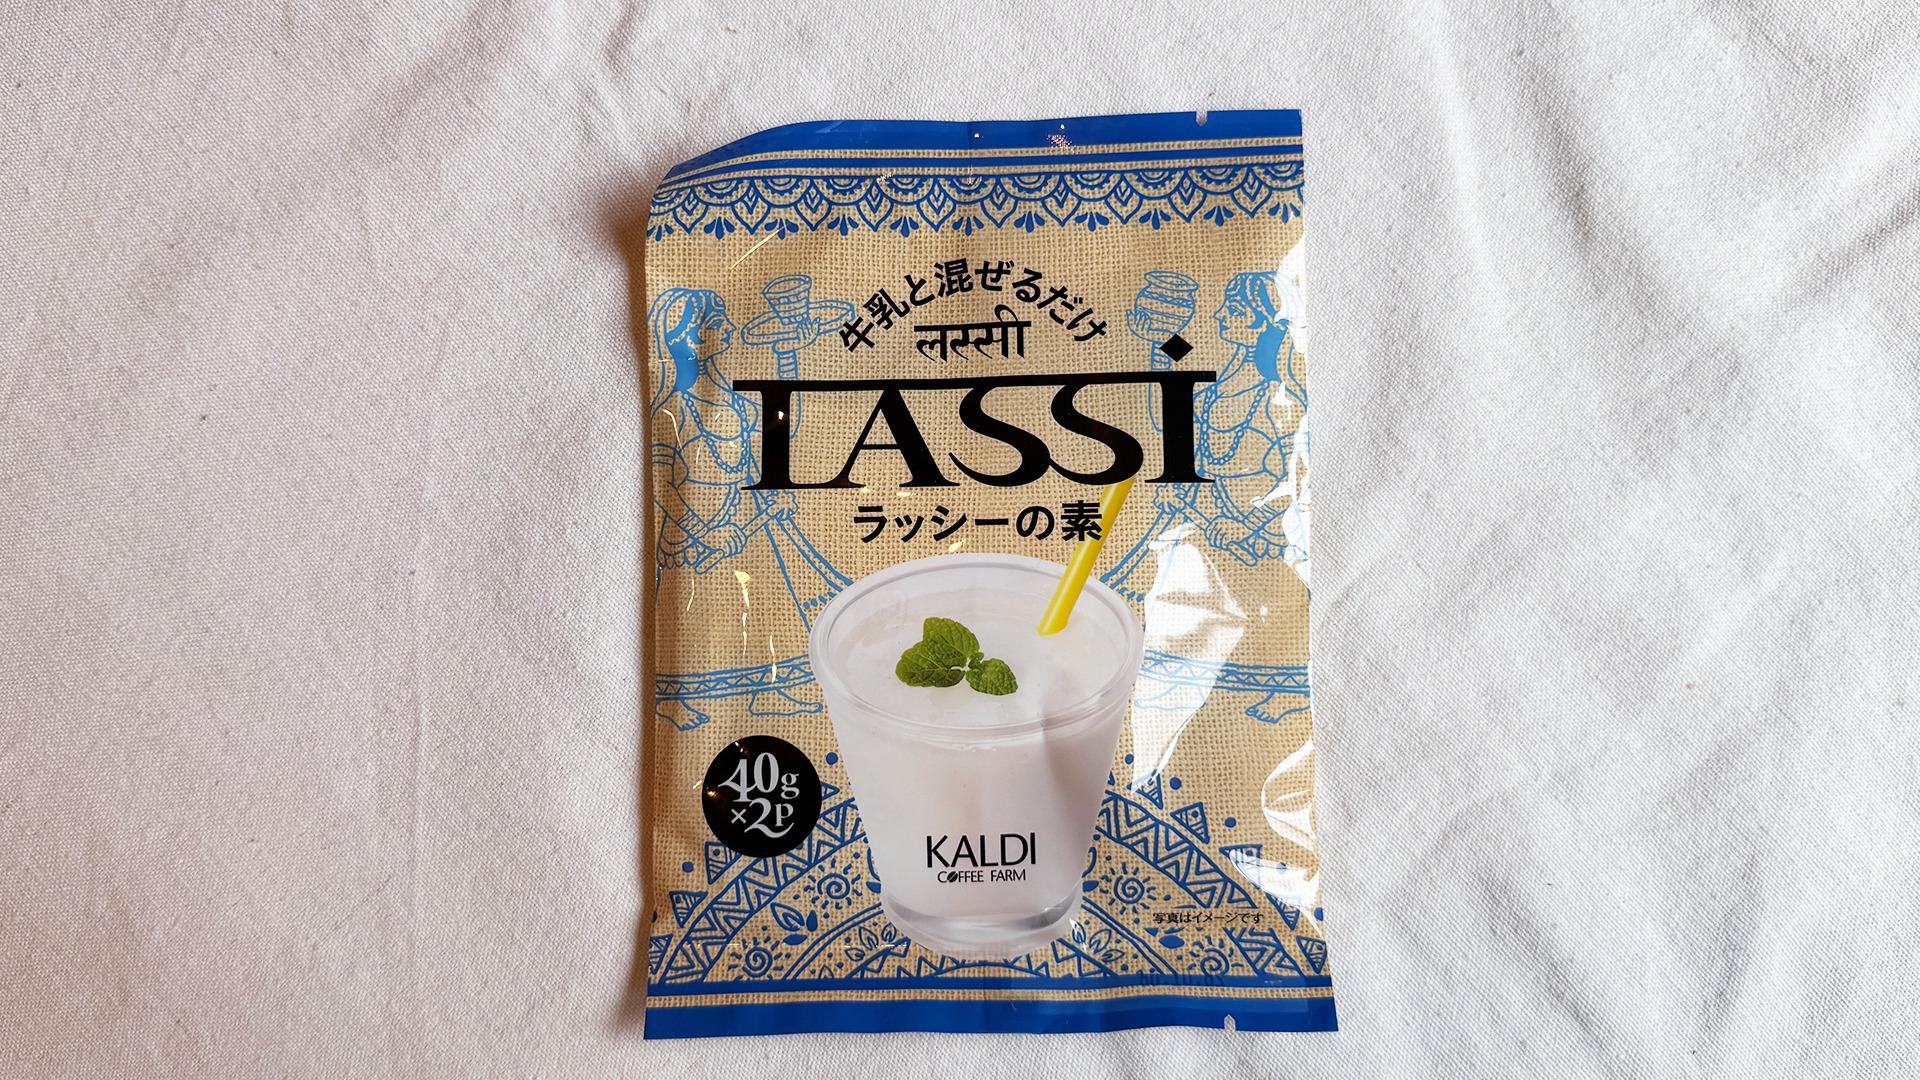 牛乳と混ぜるだけ
लस्सी
LASSi
ラッシーの素
40g
×2p
KALDI
COFFEE FARM
写真はイメージです